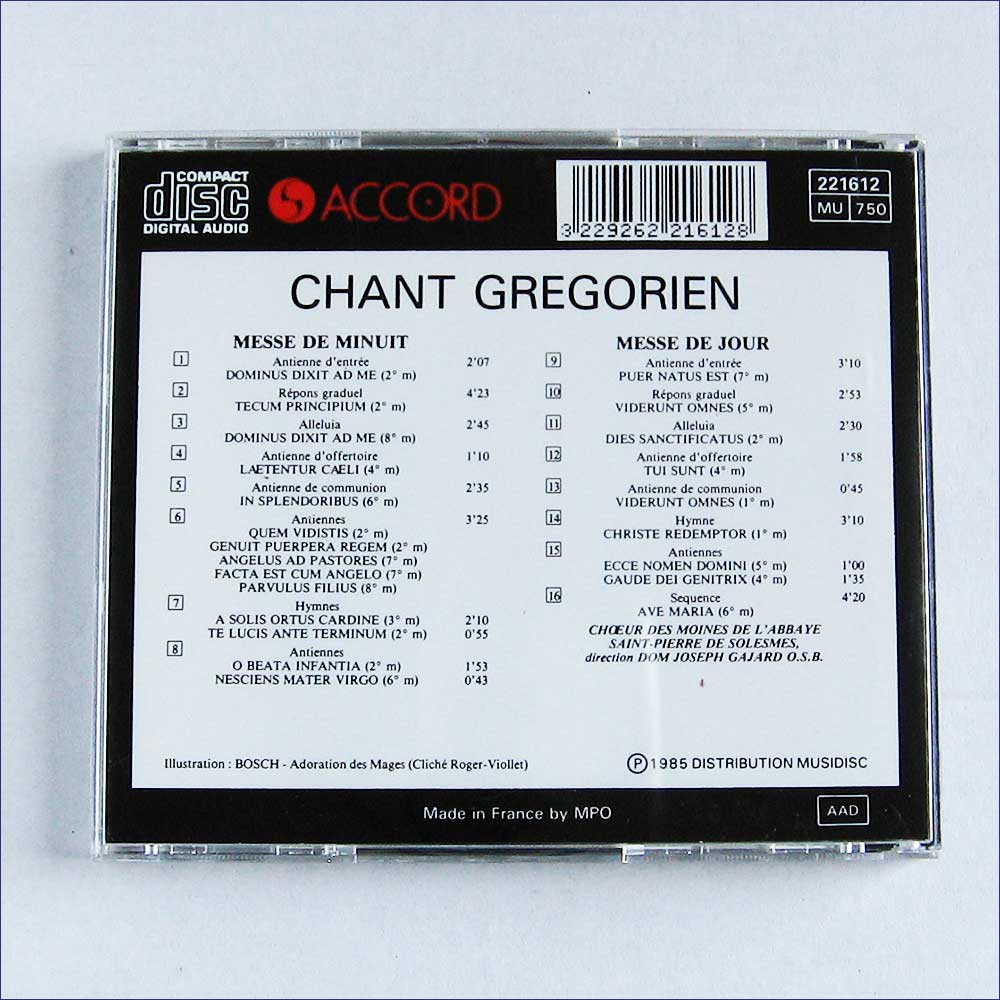 COMPACT
disc
DIGITAL AUDIO
ACCORD
3 229262 216128
221612
MU 750
CHANT GREGORIEN
MESSE DE MINUIT
1 Antienne d'entrée 2'07
DOMINUS DIXIT AD ME (2° m)
2 Répons graduel 4'23
TECUM PRINCIPIUM (2° m)
3 Alleluia 2'45
DOMINUS DIXIT AD ME (8° m)
4 Antienne d'offertoire 1'10
LAETENTUR CAELI (4° m)
5 Antienne de communion 2'35
IN SPLENDORIBUS (6° m)
6 Antiennes 3'25
QUEM VIDISTIS (2° m)
GENUIT PUERPERA REGEM (2° m)
ANGELUS AD PASTORES (7° m)
FACTA EST CUM ANGELO (7° m)
PARVULUS FILIUS (8° m)
7 Hymnes
A SOLIS ORTUS CARDINE (3° m) 2'10
TE LUCIS ANTE TERMINUM (2° m) 0'55
8 Antiennes
O BEATA INFANTIA (2° m) 1'53
NESCIENS MATER VIRGO (6° m) 0'43
MESSE DE JOUR
9 Antienne d'entrée 3'10
PUER NATUS EST (7° m)
10 Répons graduel 2'53
VIDERUNT OMNES (5° m)
11 Alleluia 2'30
DIES SANCTIFICATUS (2° m)
12 Antienne d'offertoire 1'58
TUI SUNT (4° m)
13 Antienne de communion 0'45
VIDERUNT OMNES (1° m)
14 Hymne 3'10
CHRISTE REDEMPTOR (1° m)
15 Antiennes
ECCE NOMEN DOMINI (5° m) 1'00
GAUDE DEI GENITRIX (4° m) 1'35
16 Sequence 4'20
AVE MARIA (6° m)
CHŒUR DES MOINES DE L'ABBAYE
SAINT-PIERRE DE SOLESMES,
direction DOM JOSEPH GAJARD O.S.B.
Illustration : BOSCH - Adoration des Mages (Cliché Roger-Viollet)
Ⓟ 1985 DISTRIBUTION MUSIDISC
Made in France by MPO
AAD